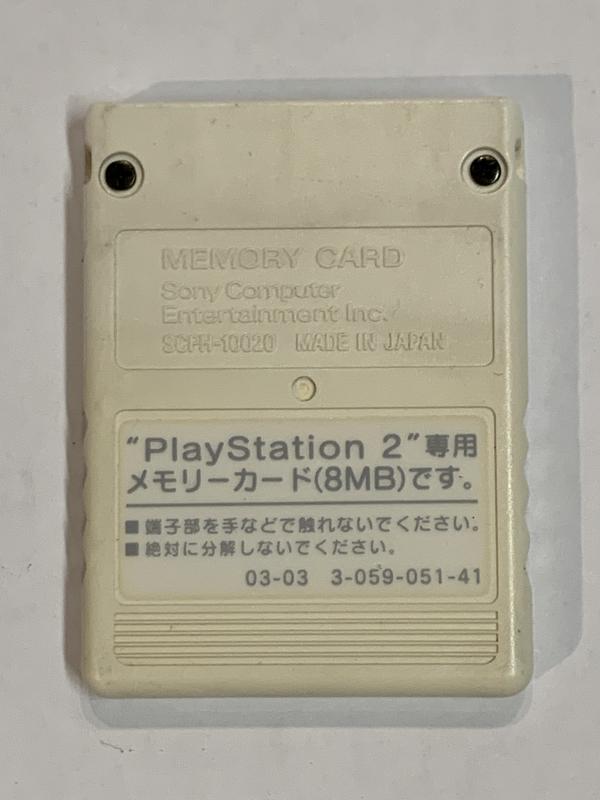 MEMORY CARD
Sony Computer
Entertainment Inc.
SCPH-10020 MADE IN JAPAN
“PlayStation 2”専用
メモリーカード(8MB)です。
■端子部を手などで触れないでください。
■絶対に分解しないでください。
03-03 3-059-051-41